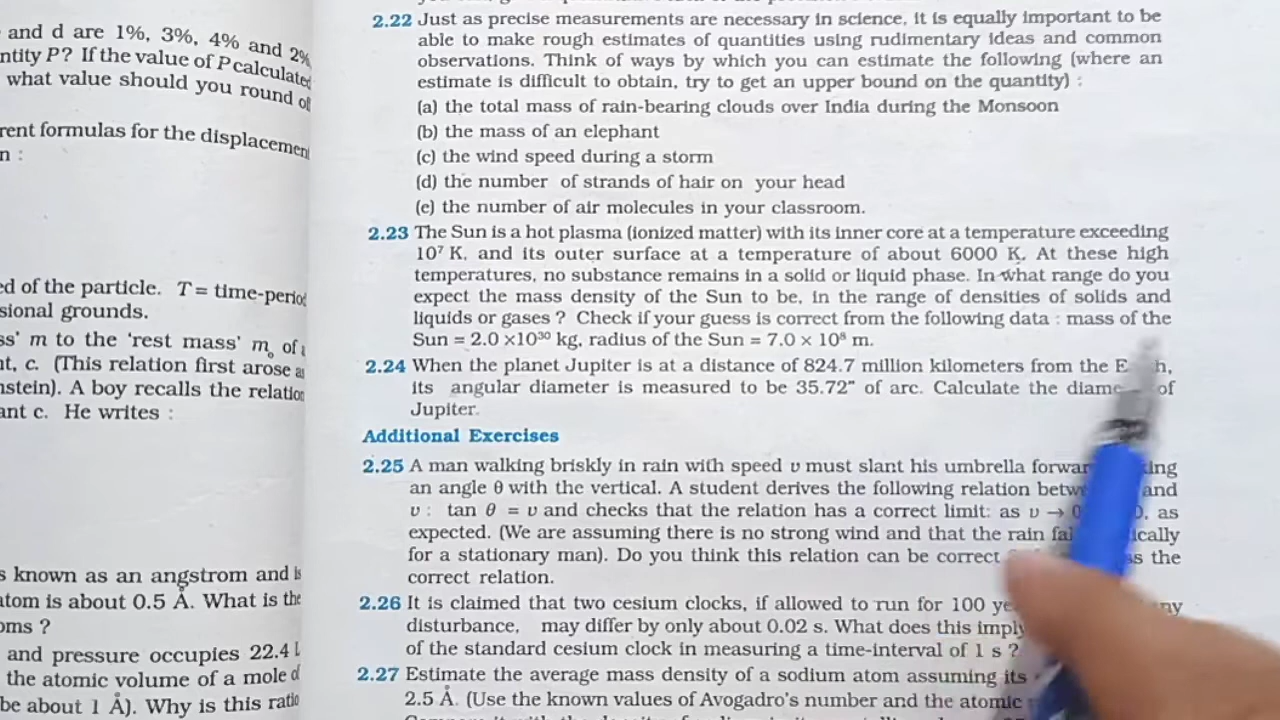 and d are 1%, 3%, 4% and 2%
ntity P? If the value of P calculated
what value should you round of
rent formulas for the displacement
n :
ed of the particle. T = time-period
sional grounds.
ss' m to the 'rest mass' m₀ of
nt, c. (This relation first arose as
nstein). A boy recalls the relation
ant c. He writes :
s known as an angstrom and is
atom is about 0.5 Å. What is the
oms ?
and pressure occupies 22.4 L
the atomic volume of a mole of
be about 1 Å). Why is this ratio
2.22 Just as precise measurements are necessary in science, it is equally important to be
able to make rough estimates of quantities using rudimentary ideas and common
observations. Think of ways by which you can estimate the following (where an
estimate is difficult to obtain, try to get an upper bound on the quantity) :
(a) the total mass of rain-bearing clouds over India during the Monsoon
(b) the mass of an elephant
(c) the wind speed during a storm
(d) the number of strands of hair on your head
(e) the number of air molecules in your classroom.
2.23 The Sun is a hot plasma (ionized matter) with its inner core at a temperature exceeding
10⁷ K, and its outer surface at a temperature of about 6000 K. At these high
temperatures, no substance remains in a solid or liquid phase. In what range do you
expect the mass density of the Sun to be, in the range of densities of solids and
liquids or gases ? Check if your guess is correct from the following data : mass of the
Sun = 2.0 ×10³⁰ kg, radius of the Sun = 7.0 × 10⁸ m.
2.24 When the planet Jupiter is at a distance of 824.7 million kilometers from the E h,
its angular diameter is measured to be 35.72" of arc. Calculate the diame of
Jupiter.
Additional Exercises
2.25 A man walking briskly in rain with speed υ must slant his umbrella forwar ing
an angle θ with the vertical. A student derives the following relation betw and
υ : tan θ = υ and checks that the relation has a correct limit: as υ → 0 , as
expected. (We are assuming there is no strong wind and that the rain fal ically
for a stationary man). Do you think this relation can be correct s the
correct relation.
2.26 It is claimed that two cesium clocks, if allowed to run for 100 ye ny
disturbance, may differ by only about 0.02 s. What does this imply
of the standard cesium clock in measuring a time-interval of 1 s ?
2.27 Estimate the average mass density of a sodium atom assuming its
2.5 Å. (Use the known values of Avogadro's number and the atomic